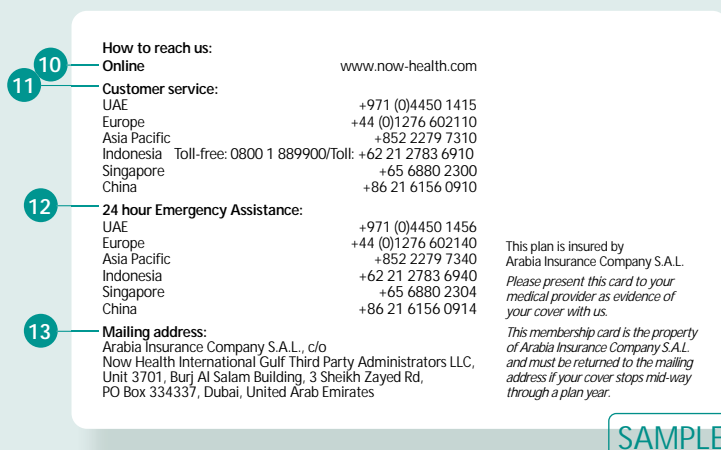 How to reach us:
10 Online www.now-health.com
11 Customer service:
UAE +971 (0)4450 1415
Europe +44 (0)1276 602110
Asia Pacific +852 2279 7310
Indonesia Toll-free: 0800 1 889900/Toll: +62 21 2783 6910
Singapore +65 6880 2300
China +86 21 6156 0910
12 24 hour Emergency Assistance:
UAE +971 (0)4450 1456
Europe +44 (0)1276 602140
Asia Pacific +852 2279 7340
Indonesia +62 21 2783 6940
Singapore +65 6880 2304
China +86 21 6156 0914
13 Mailing address:
Arabia Insurance Company S.A.L., c/o
Now Health International Gulf Third Party Administrators LLC,
Unit 3701, Burj Al Salam Building, 3 Sheikh Zayed Rd,
PO Box 334337, Dubai, United Arab Emirates
This plan is insured by
Arabia Insurance Company S.A.L.
Please present this card to your
medical provider as evidence of
your cover with us.
This membership card is the property
of Arabia Insurance Company S.A.L.
and must be returned to the mailing
address if your cover stops mid-way
through a plan year.
SAMPLE